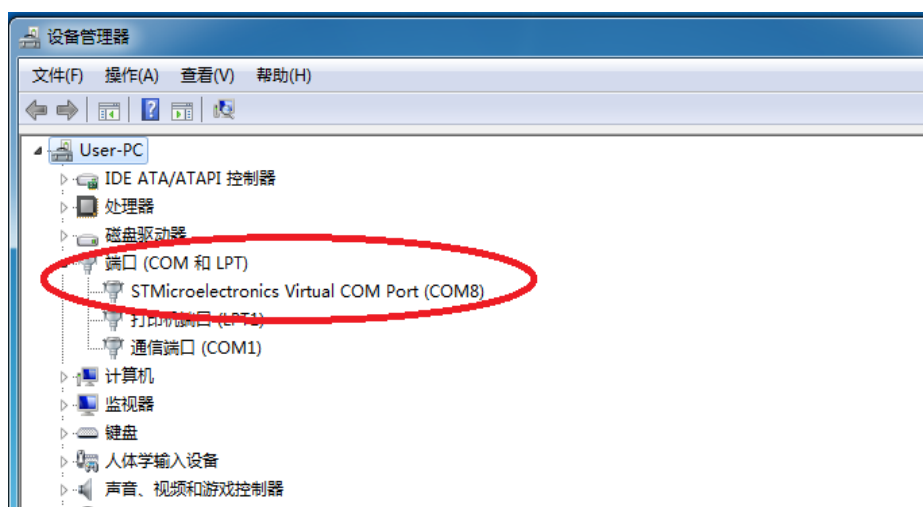 设备管理器
文件(F) 操作(A) 查看(V) 帮助(H)
User-PC
IDE ATA/ATAPI 控制器
处理器
磁盘驱动器
端口 (COM 和 LPT)
STMicroelectronics Virtual COM Port (COM8)
打印机端口 (LPT1)
通信端口 (COM1)
计算机
监视器
键盘
人体学输入设备
声音、视频和游戏控制器